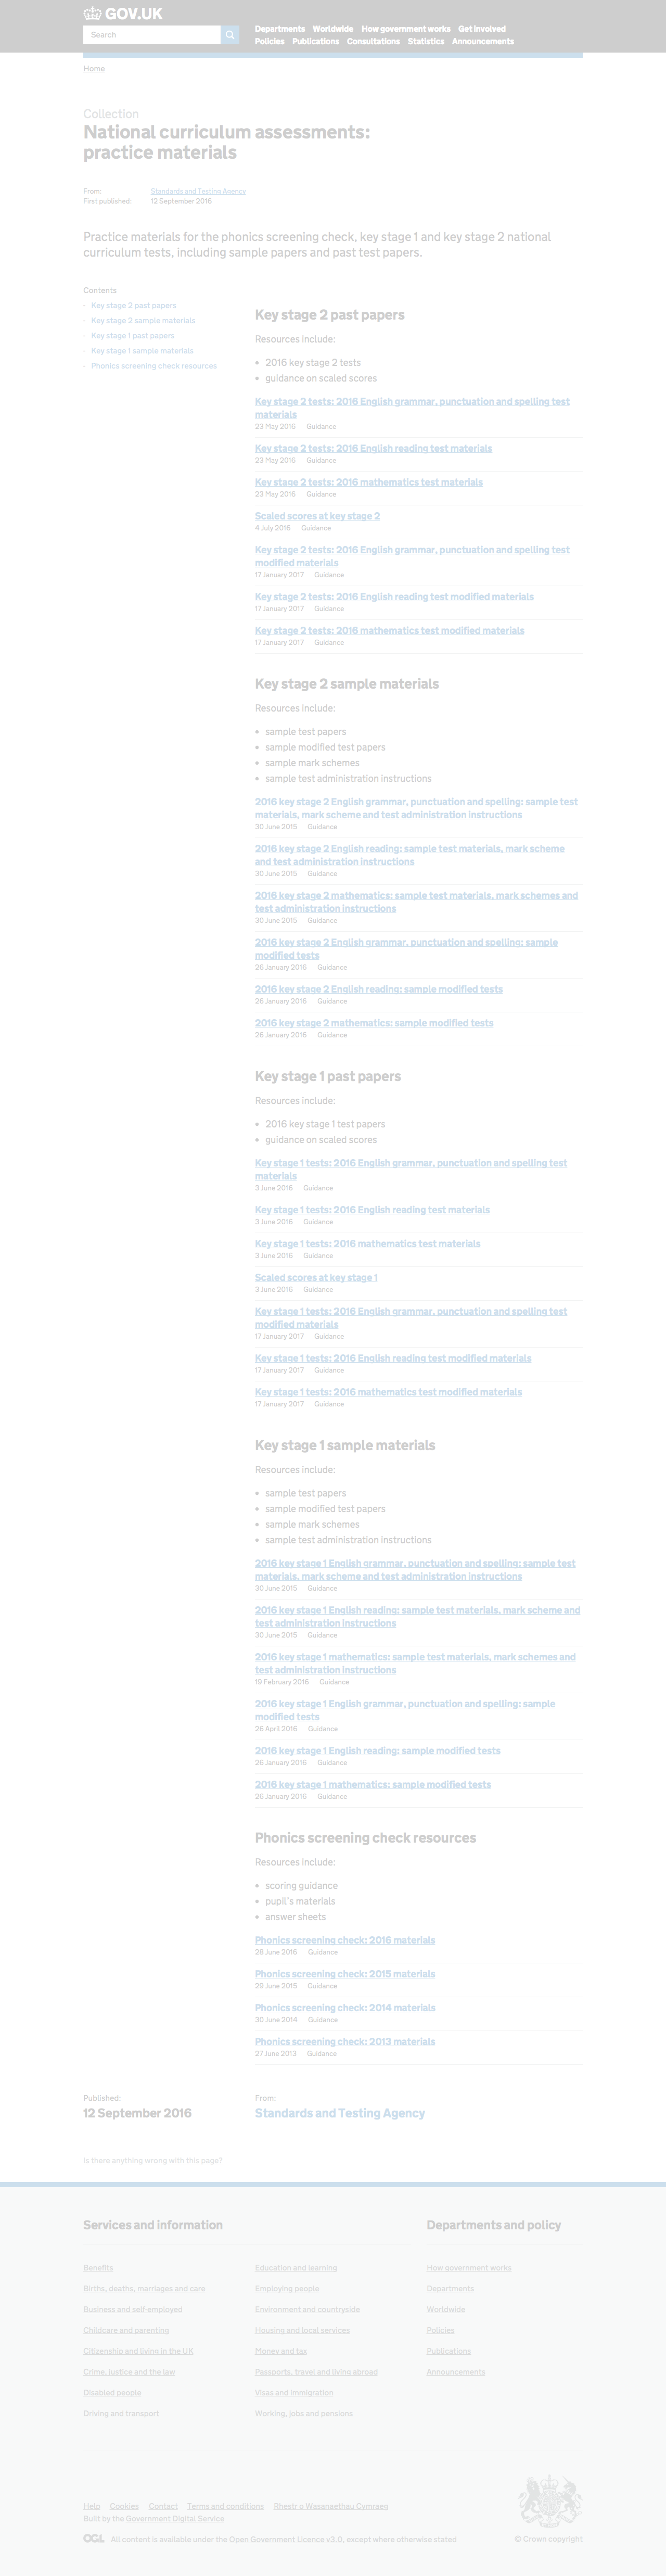 GOV.UK
Search
Departments Worldwide How government works Get involved
Policies Publications Consultations Statistics Announcements
Home
Collection
National curriculum assessments:
practice materials
From: Standards and Testing Agency
First published: 12 September 2016
Practice materials for the phonics screening check, key stage 1 and key stage 2 national
curriculum tests, including sample papers and past test papers.
Contents
Key stage 2 past papers
Key stage 2 sample materials
Key stage 1 past papers
Key stage 1 sample materials
Phonics screening check resources
Key stage 2 past papers
Resources include:
2016 key stage 2 tests
guidance on scaled scores
Key stage 2 tests: 2016 English grammar, punctuation and spelling test
materials
23 May 2016 Guidance
Key stage 2 tests: 2016 English reading test materials
23 May 2016 Guidance
Key stage 2 tests: 2016 mathematics test materials
23 May 2016 Guidance
Scaled scores at key stage 2
4 July 2016 Guidance
Key stage 2 tests: 2016 English grammar, punctuation and spelling test
modified materials
17 January 2017 Guidance
Key stage 2 tests: 2016 English reading test modified materials
17 January 2017 Guidance
Key stage 2 tests: 2016 mathematics test modified materials
17 January 2017 Guidance
Key stage 2 sample materials
Resources include:
sample test papers
sample modified test papers
sample mark schemes
sample test administration instructions
2016 key stage 2 English grammar, punctuation and spelling: sample test
materials, mark scheme and test administration instructions
30 June 2015 Guidance
2016 key stage 2 English reading: sample test materials, mark scheme
and test administration instructions
30 June 2015 Guidance
2016 key stage 2 mathematics: sample test materials, mark schemes and
test administration instructions
30 June 2015 Guidance
2016 key stage 2 English grammar, punctuation and spelling: sample
modified tests
26 January 2016 Guidance
2016 key stage 2 English reading: sample modified tests
26 January 2016 Guidance
2016 key stage 2 mathematics: sample modified tests
26 January 2016 Guidance
Key stage 1 past papers
Resources include:
2016 key stage 1 test papers
guidance on scaled scores
Key stage 1 tests: 2016 English grammar, punctuation and spelling test
materials
3 June 2016 Guidance
Key stage 1 tests: 2016 English reading test materials
3 June 2016 Guidance
Key stage 1 tests: 2016 mathematics test materials
3 June 2016 Guidance
Scaled scores at key stage 1
3 June 2016 Guidance
Key stage 1 tests: 2016 English grammar, punctuation and spelling test
modified materials
17 January 2017 Guidance
Key stage 1 tests: 2016 English reading test modified materials
17 January 2017 Guidance
Key stage 1 tests: 2016 mathematics test modified materials
17 January 2017 Guidance
Key stage 1 sample materials
Resources include:
sample test papers
sample modified test papers
sample mark schemes
sample test administration instructions
2016 key stage 1 English grammar, punctuation and spelling: sample test
materials, mark scheme and test administration instructions
30 June 2015 Guidance
2016 key stage 1 English reading: sample test materials, mark scheme and
test administration instructions
30 June 2015 Guidance
2016 key stage 1 mathematics: sample test materials, mark schemes and
test administration instructions
19 February 2016 Guidance
2016 key stage 1 English grammar, punctuation and spelling: sample
modified tests
26 April 2016 Guidance
2016 key stage 1 English reading: sample modified tests
26 January 2016 Guidance
2016 key stage 1 mathematics: sample modified tests
26 January 2016 Guidance
Phonics screening check resources
Resources include:
scoring guidance
pupil's materials
answer sheets
Phonics screening check: 2016 materials
28 June 2016 Guidance
Phonics screening check: 2015 materials
29 June 2015 Guidance
Phonics screening check: 2014 materials
30 June 2014 Guidance
Phonics screening check: 2013 materials
27 June 2013 Guidance
Published: From:
12 September 2016 Standards and Testing Agency
Is there anything wrong with this page?
Services and information Departments and policy
Benefits Education and learning How government works
Births, deaths, marriages and care Employing people Departments
Business and self-employed Environment and countryside Worldwide
Childcare and parenting Housing and local services Policies
Citizenship and living in the UK Money and tax Publications
Crime, justice and the law Passports, travel and living abroad Announcements
Disabled people Visas and immigration
Driving and transport Working, jobs and pensions
Help Cookies Contact Terms and conditions Rhestr o Wasanaethau Cymraeg
Built by the Government Digital Service
OGL All content is available under the Open Government Licence v3.0, except where otherwise stated © Crown copyright